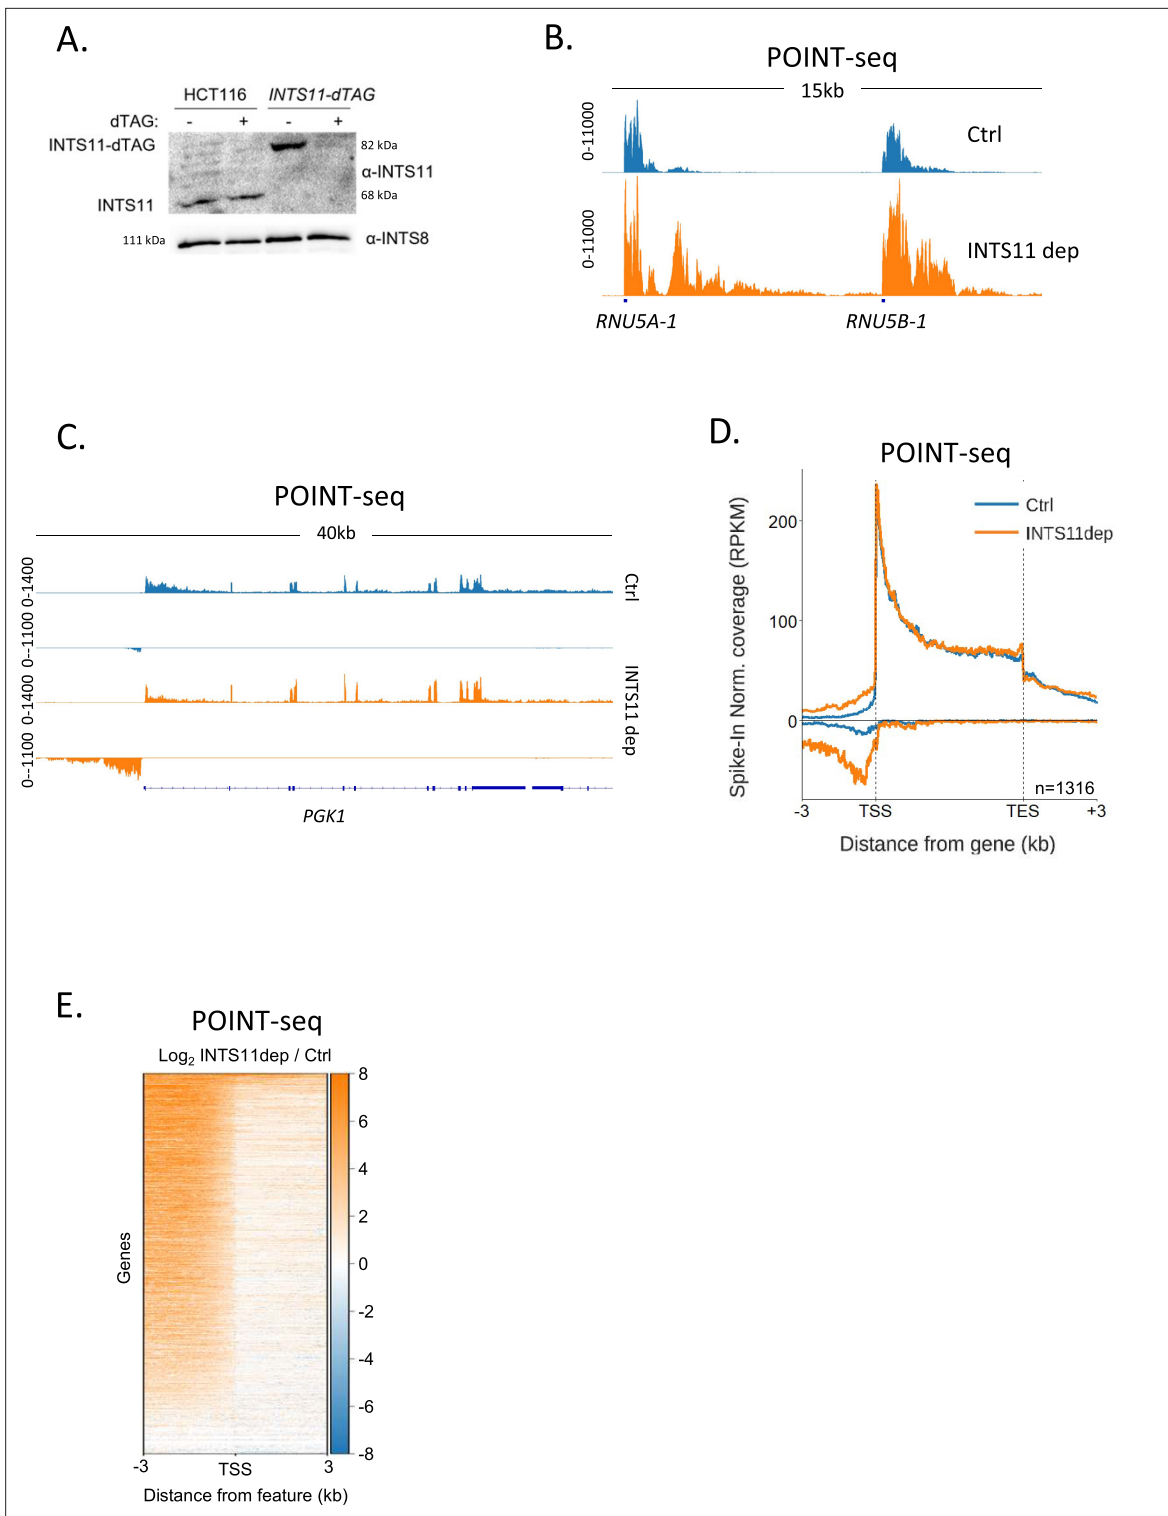 A.
HCT116 INTS11-dTAG
dTAG: - + - +
INTS11-dTAG 82 kDa
α-INTS11
68 kDa
INTS11
111 kDa α-INTS8
B.
POINT-seq
15kb
0-11000 Ctrl
0-11000 INTS11 dep
RNU5A-1 RNU5B-1
C.
POINT-seq
40kb
0-1400
0--1100
Ctrl
0-1400
0--1100
INTS11 dep
PGK1
D.
POINT-seq
Spike-In Norm. coverage (RPKM)
Ctrl
INTS11dep
200
100
0
n=1316
-3 TSS TES +3
Distance from gene (kb)
E.
POINT-seq
Log2 INTS11dep / Ctrl
Genes
8
6
4
2
0
-2
-4
-6
-8
-3 TSS 3
Distance from feature (kb)